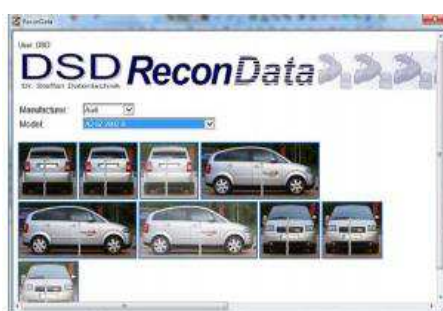 ReconData
User: DSD
DSD ReconData
Dr. Steffan Datentechnik
Manufacturer: Audi
Model: